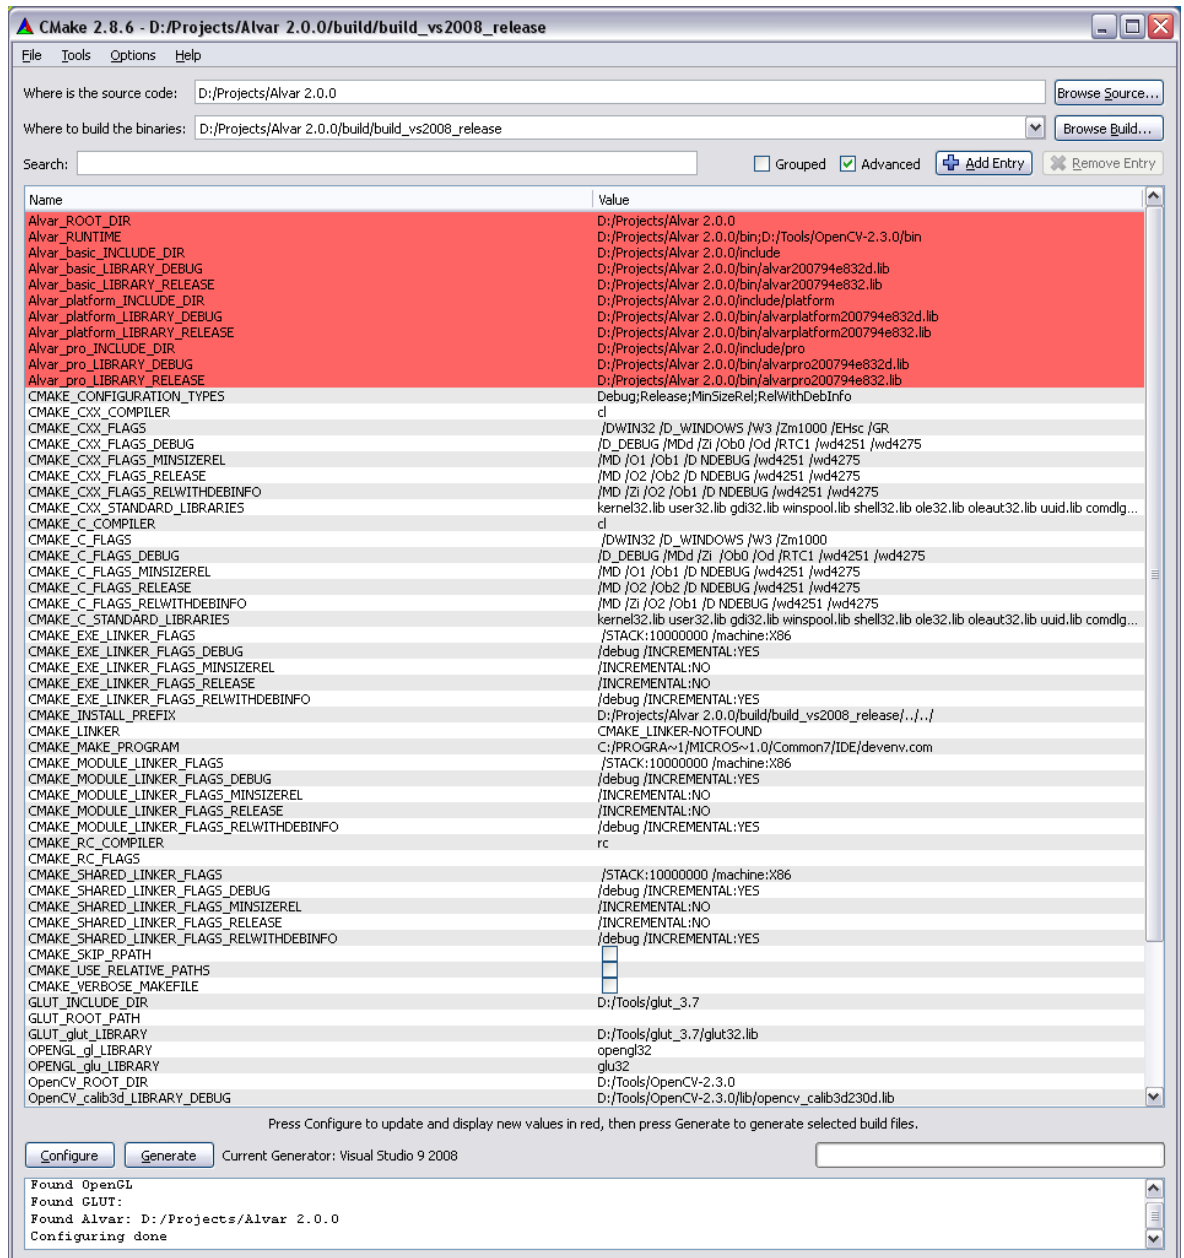 CMake 2.8.6 - D:/Projects/Alvar 2.0.0/build/build_vs2008_release
File Tools Options Help
Where is the source code: D:/Projects/Alvar 2.0.0 Browse Source...
Where to build the binaries: D:/Projects/Alvar 2.0.0/build/build_vs2008_release Browse Build...
Search: Grouped Advanced Add Entry Remove Entry
Name Value
Alvar_ROOT_DIR D:/Projects/Alvar 2.0.0
Alvar_RUNTIME D:/Projects/Alvar 2.0.0/bin;D:/Tools/OpenCV-2.3.0/bin
Alvar_basic_INCLUDE_DIR D:/Projects/Alvar 2.0.0/include
Alvar_basic_LIBRARY_DEBUG D:/Projects/Alvar 2.0.0/bin/alvar200794e832d.lib
Alvar_basic_LIBRARY_RELEASE D:/Projects/Alvar 2.0.0/bin/alvar200794e832.lib
Alvar_platform_INCLUDE_DIR D:/Projects/Alvar 2.0.0/include/platform
Alvar_platform_LIBRARY_DEBUG D:/Projects/Alvar 2.0.0/bin/alvarplatform200794e832d.lib
Alvar_platform_LIBRARY_RELEASE D:/Projects/Alvar 2.0.0/bin/alvarplatform200794e832.lib
Alvar_pro_INCLUDE_DIR D:/Projects/Alvar 2.0.0/include/pro
Alvar_pro_LIBRARY_DEBUG D:/Projects/Alvar 2.0.0/bin/alvarpro200794e832d.lib
Alvar_pro_LIBRARY_RELEASE D:/Projects/Alvar 2.0.0/bin/alvarpro200794e832.lib
CMAKE_CONFIGURATION_TYPES Debug;Release;MinSizeRel;RelWithDebInfo
CMAKE_CXX_COMPILER cl
CMAKE_CXX_FLAGS /DWIN32 /D_WINDOWS /W3 /Zm1000 /EHsc /GR
CMAKE_CXX_FLAGS_DEBUG /D_DEBUG /MDd /Zi /Ob0 /Od /RTC1 /wd4251 /wd4275
CMAKE_CXX_FLAGS_MINSIZEREL /MD /O1 /Ob1 /D NDEBUG /wd4251 /wd4275
CMAKE_CXX_FLAGS_RELEASE /MD /O2 /Ob2 /D NDEBUG /wd4251 /wd4275
CMAKE_CXX_FLAGS_RELWITHDEBINFO /MD /Zi /O2 /Ob1 /D NDEBUG /wd4251 /wd4275
CMAKE_CXX_STANDARD_LIBRARIES kernel32.lib user32.lib gdi32.lib winspool.lib shell32.lib ole32.lib oleaut32.lib uuid.lib comdlg...
CMAKE_C_COMPILER cl
CMAKE_C_FLAGS /DWIN32 /D_WINDOWS /W3 /Zm1000
CMAKE_C_FLAGS_DEBUG /D_DEBUG /MDd /Zi /Ob0 /Od /RTC1 /wd4251 /wd4275
CMAKE_C_FLAGS_MINSIZEREL /MD /O1 /Ob1 /D NDEBUG /wd4251 /wd4275
CMAKE_C_FLAGS_RELEASE /MD /O2 /Ob2 /D NDEBUG /wd4251 /wd4275
CMAKE_C_FLAGS_RELWITHDEBINFO /MD /Zi /O2 /Ob1 /D NDEBUG /wd4251 /wd4275
CMAKE_C_STANDARD_LIBRARIES kernel32.lib user32.lib gdi32.lib winspool.lib shell32.lib ole32.lib oleaut32.lib uuid.lib comdlg...
CMAKE_EXE_LINKER_FLAGS /STACK:10000000 /machine:X86
CMAKE_EXE_LINKER_FLAGS_DEBUG /debug /INCREMENTAL:YES
CMAKE_EXE_LINKER_FLAGS_MINSIZEREL /INCREMENTAL:NO
CMAKE_EXE_LINKER_FLAGS_RELEASE /INCREMENTAL:NO
CMAKE_EXE_LINKER_FLAGS_RELWITHDEBINFO /debug /INCREMENTAL:YES
CMAKE_INSTALL_PREFIX D:/Projects/Alvar 2.0.0/build/build_vs2008_release/../../
CMAKE_LINKER CMAKE_LINKER-NOTFOUND
CMAKE_MAKE_PROGRAM C:/PROGRA~1/MICROS~1.0/Common7/IDE/devenv.com
CMAKE_MODULE_LINKER_FLAGS /STACK:10000000 /machine:X86
CMAKE_MODULE_LINKER_FLAGS_DEBUG /debug /INCREMENTAL:YES
CMAKE_MODULE_LINKER_FLAGS_MINSIZEREL /INCREMENTAL:NO
CMAKE_MODULE_LINKER_FLAGS_RELEASE /INCREMENTAL:NO
CMAKE_MODULE_LINKER_FLAGS_RELWITHDEBINFO /debug /INCREMENTAL:YES
CMAKE_RC_COMPILER rc
CMAKE_RC_FLAGS
CMAKE_SHARED_LINKER_FLAGS /STACK:10000000 /machine:X86
CMAKE_SHARED_LINKER_FLAGS_DEBUG /debug /INCREMENTAL:YES
CMAKE_SHARED_LINKER_FLAGS_MINSIZEREL /INCREMENTAL:NO
CMAKE_SHARED_LINKER_FLAGS_RELEASE /INCREMENTAL:NO
CMAKE_SHARED_LINKER_FLAGS_RELWITHDEBINFO /debug /INCREMENTAL:YES
CMAKE_SKIP_RPATH
CMAKE_USE_RELATIVE_PATHS
CMAKE_VERBOSE_MAKEFILE
GLUT_INCLUDE_DIR D:/Tools/glut_3.7
GLUT_ROOT_PATH
GLUT_glut_LIBRARY D:/Tools/glut_3.7/glut32.lib
OPENGL_gl_LIBRARY opengl32
OPENGL_glu_LIBRARY glu32
OpenCV_ROOT_DIR D:/Tools/OpenCV-2.3.0
OpenCV_calib3d_LIBRARY_DEBUG D:/Tools/OpenCV-2.3.0/lib/opencv_calib3d230d.lib
Press Configure to update and display new values in red, then press Generate to generate selected build files.
Configure Generate Current Generator: Visual Studio 9 2008
Found OpenGL
Found GLUT:
Found Alvar: D:/Projects/Alvar 2.0.0
Configuring done